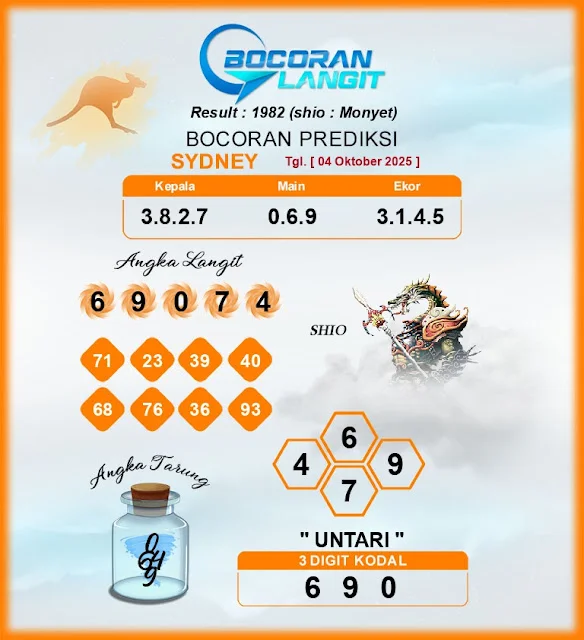 BOCORAN
LANGIT
Result : 1982 (shio : Monyet)
BOCORAN PREDIKSI
SYDNEY Tgl. [ 04 Oktober 2025 ]
Kepala Main Ekor
3.8.2.7 0.6.9 3.1.4.5
Angka Langit
6 9 0 7 4
SHIO
71 23 39 40
68 76 36 93
6
4 9
7
Angka Tarung
" UNTARI "
3 DIGIT KODAL
6 9 0